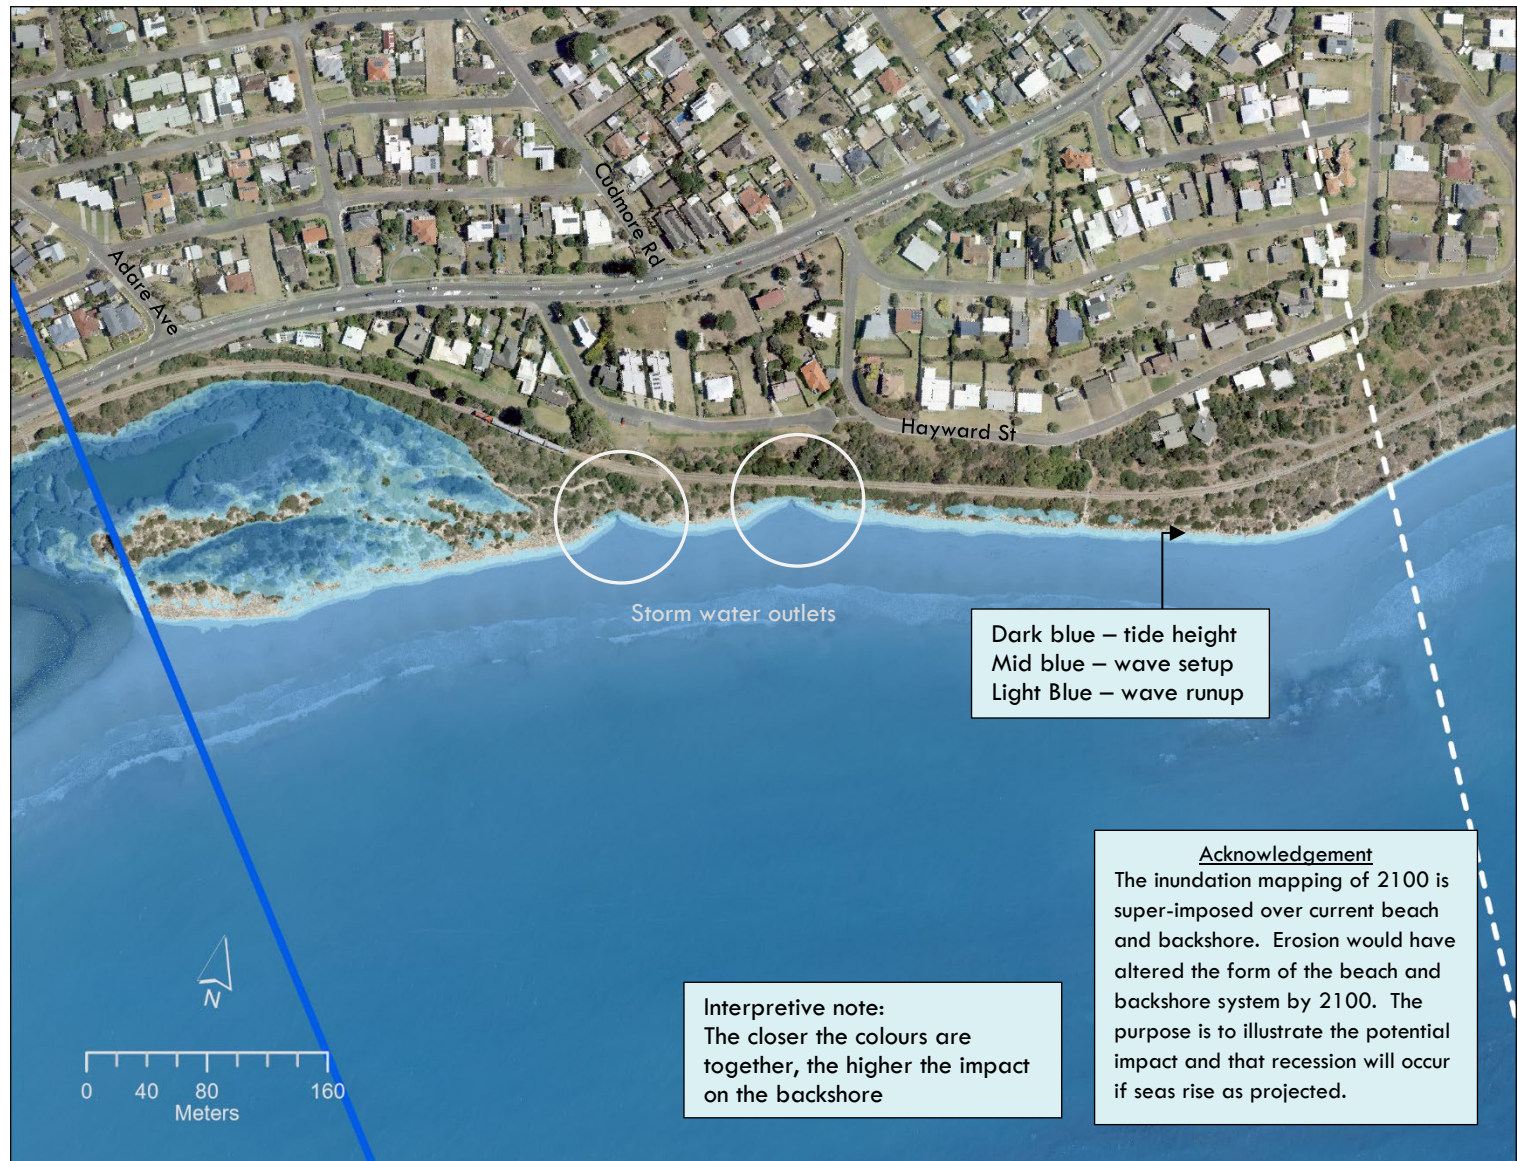 Cudmore Rd
Adare Ave
Hayward St
Storm water outlets
Dark blue – tide height
Mid blue – wave setup
Light Blue – wave runup
Acknowledgement
The inundation mapping of 2100 is
super-imposed over current beach
and backshore. Erosion would have
altered the form of the beach and
backshore system by 2100. The
purpose is to illustrate the potential
impact and that recession will occur
if seas rise as projected.
Interpretive note:
The closer the colours are
together, the higher the impact
on the backshore
N
0 40 80 160
Meters